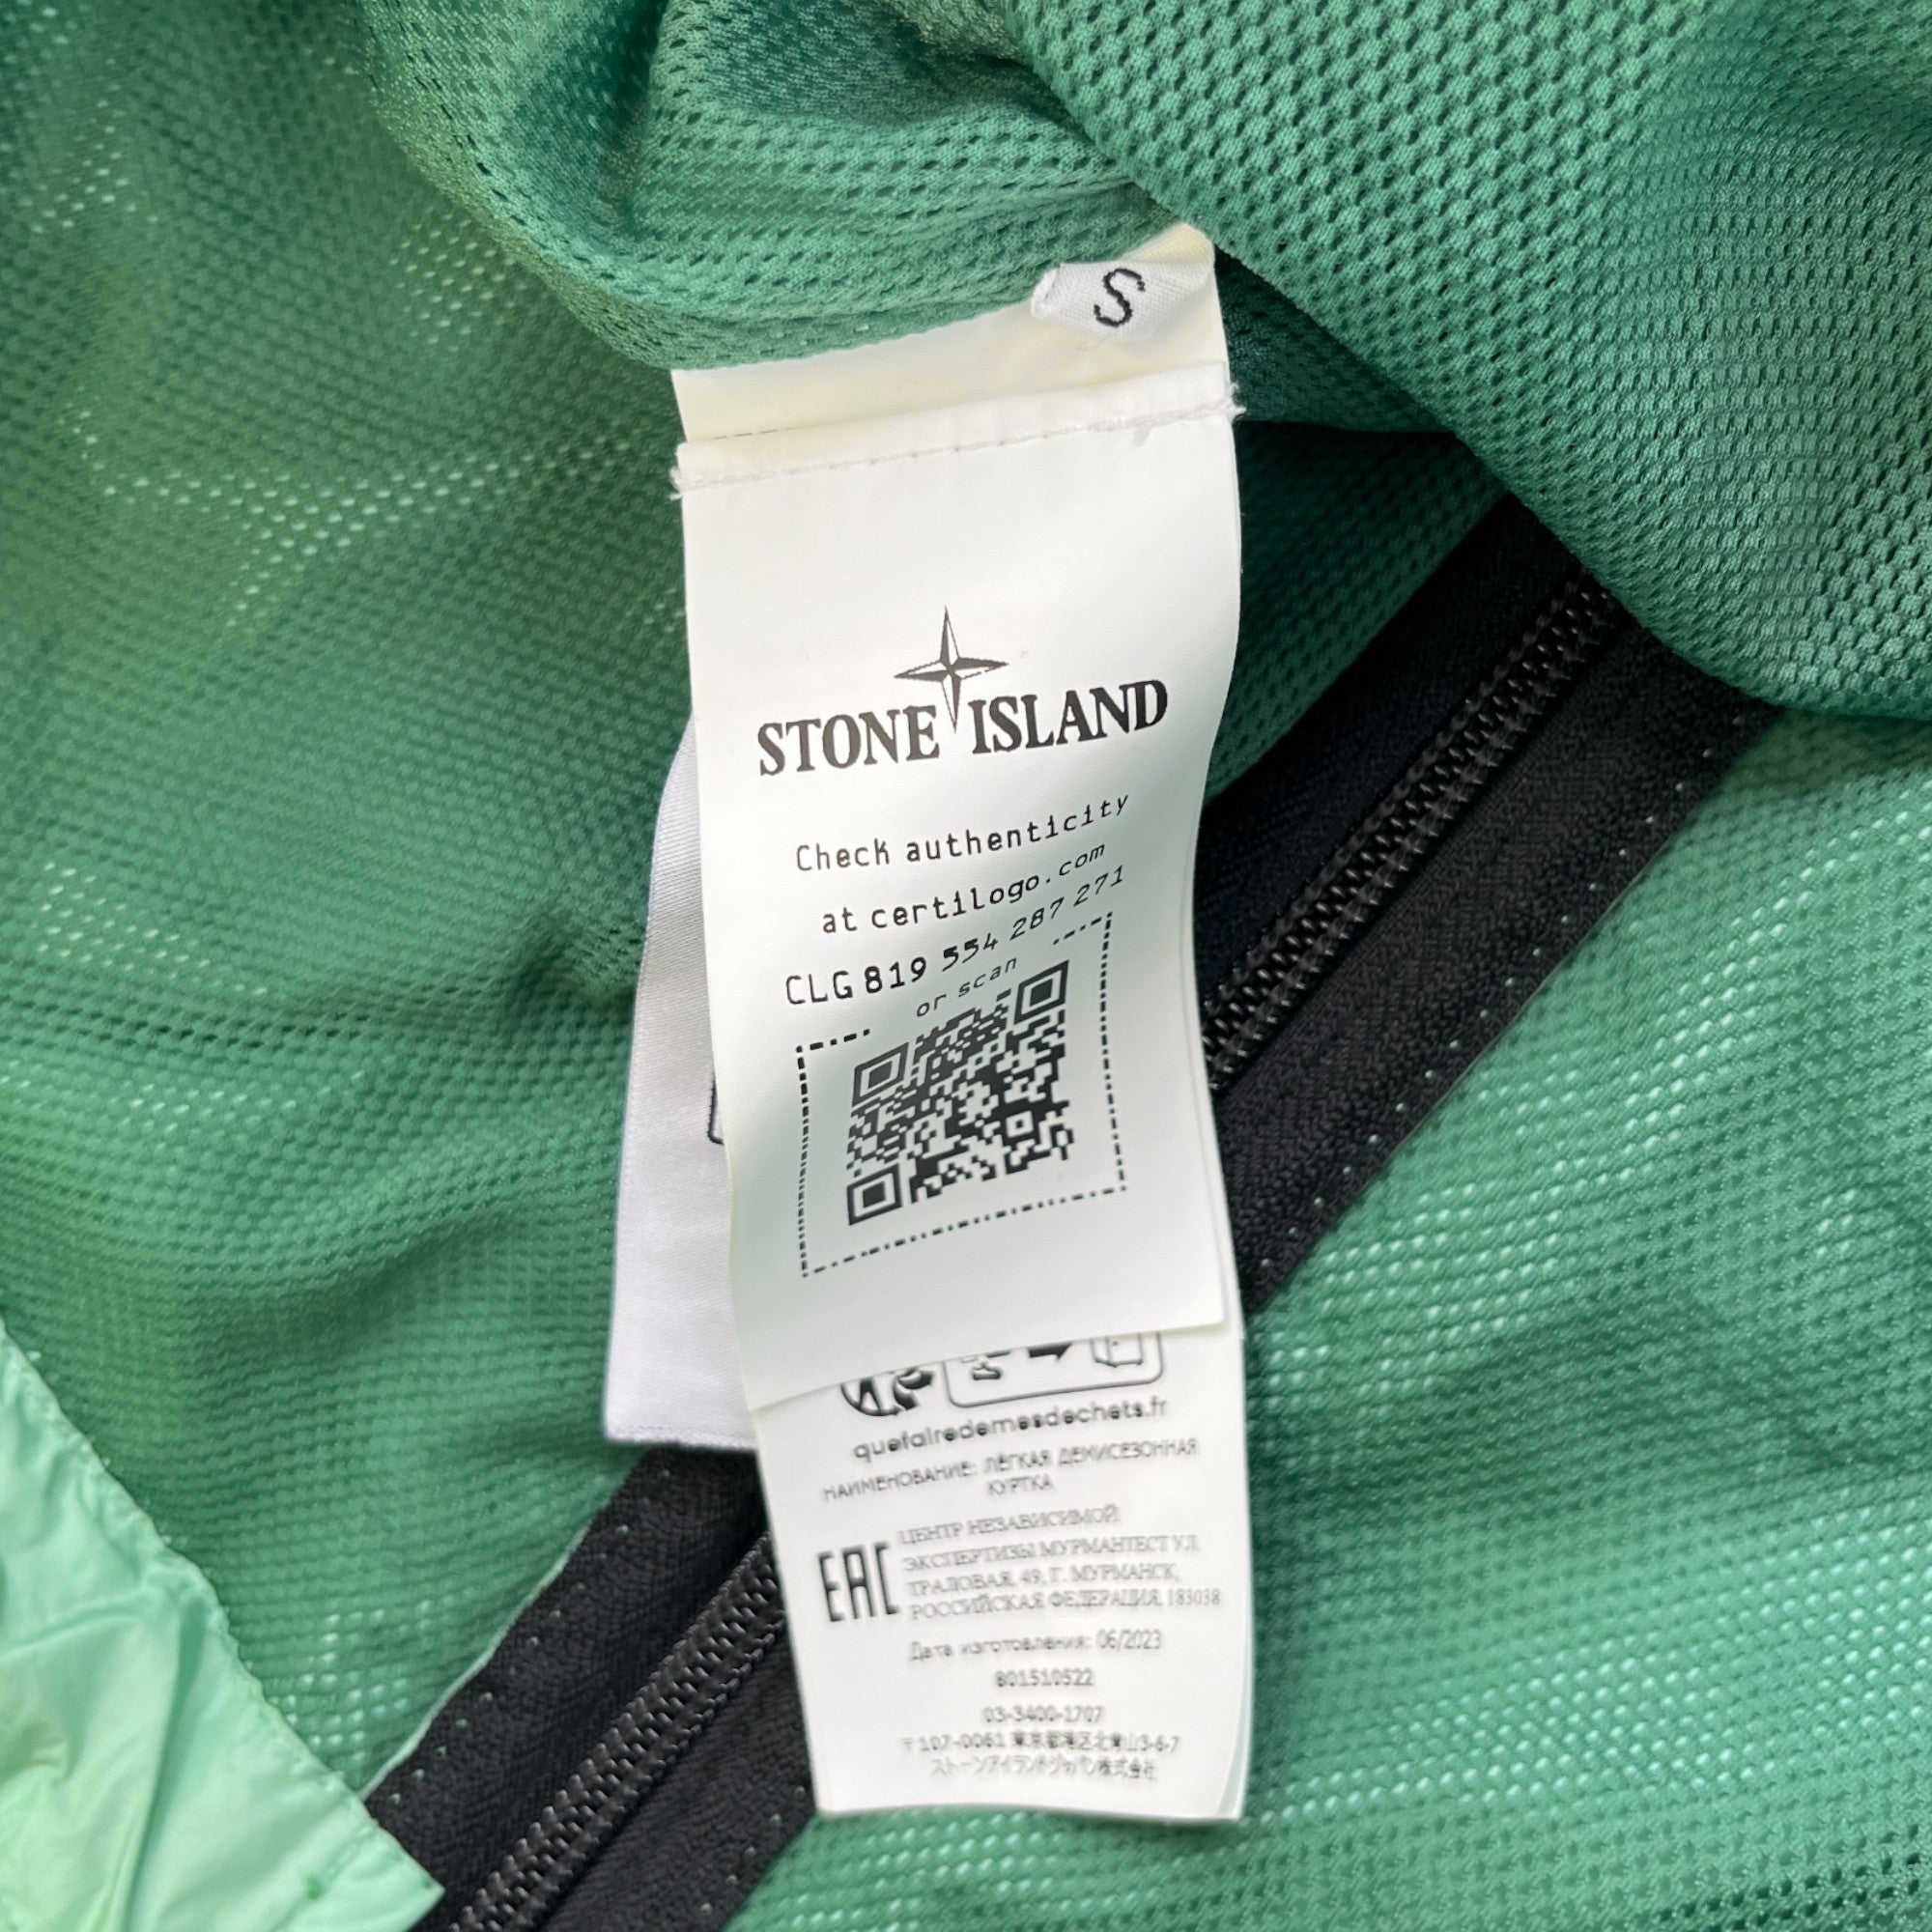 S
STONE ISLAND
Check authenticity
at certilogo.com
CLG 819 554 287 271
or scan
quefairedemesdechets.fr
НАИМЕНОВАНИЕ: ЛЁГКАЯ ДЕМИСЕЗОННАЯ
КУРТКА
EAC
ЦЕНТР НЕЗАВИСИМОЙ
ЭКСПЕРТИЗЫ МУРМАНТЕСТ УЛ.
ТРАЛОВАЯ, 49, Г. МУРМАНСК,
РОССИЙСКАЯ ФЕДЕРАЦИЯ, 183038
Дата изготовления: 06/2023
801510522
03-3400-1707
〒107-0061 東京都港区北青山3-6-7
ストーンアイランドジャパン株式会社